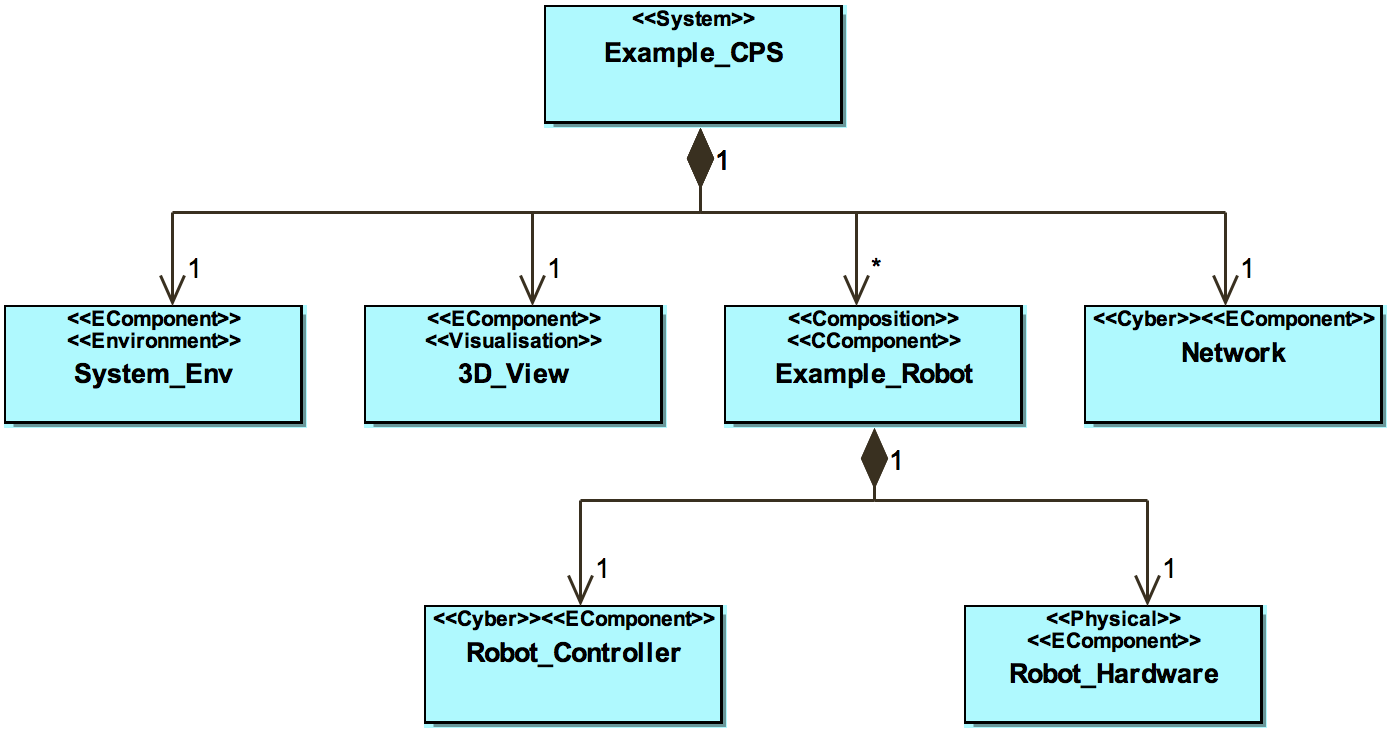 <<System>>
Example_CPS
1
1
1
*
1
<<EComponent>>
<<Environment>>
System_Env
<<EComponent>>
<<Visualisation>>
3D_View
<<Composition>>
<<CComponent>>
Example_Robot
<<Cyber>><<EComponent>>
Network
1
1
1
<<Cyber>><<EComponent>>
Robot_Controller
<<Physical>>
<<EComponent>>
Robot_Hardware